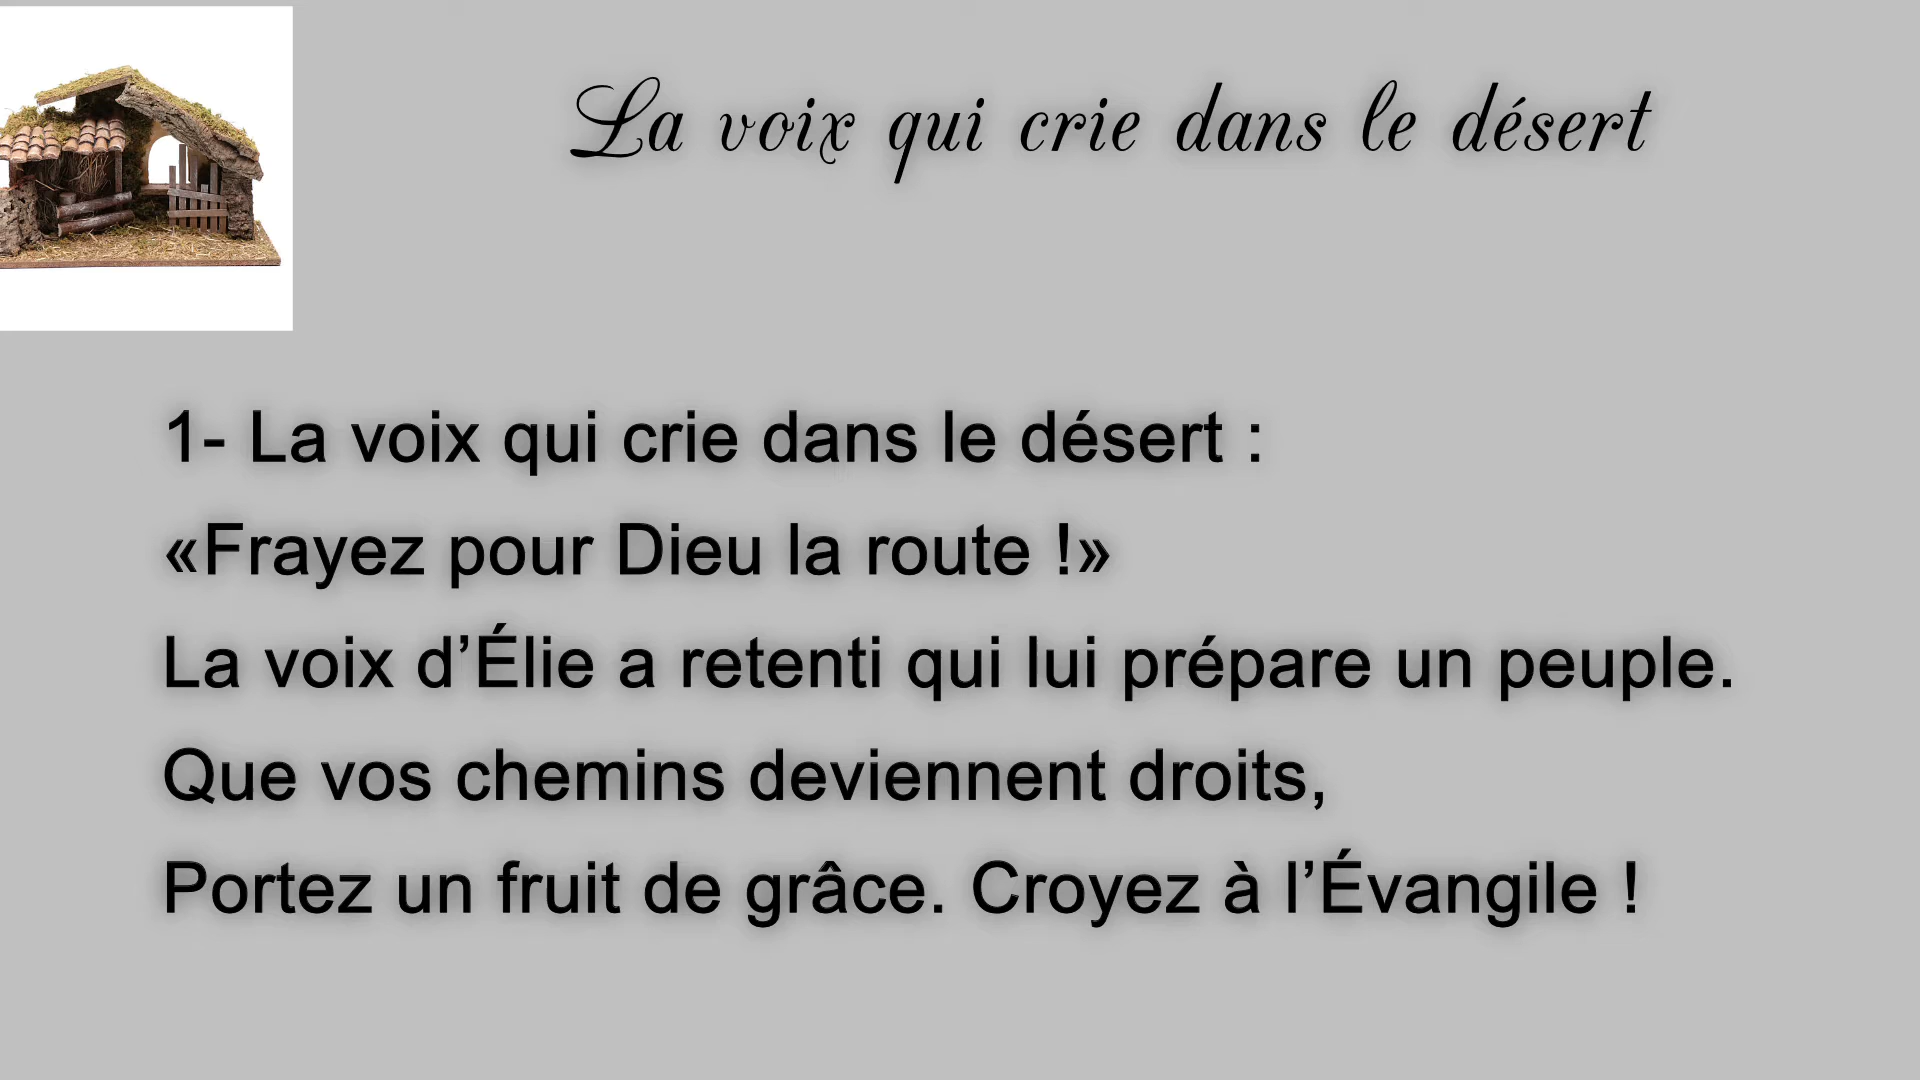 La voix qui crie dans le désert
1- La voix qui crie dans le désert :
«Frayez pour Dieu la route !»
La voix d’Élie a retenti qui lui prépare un peuple.
Que vos chemins deviennent droits,
Portez un fruit de grâce. Croyez à l’Évangile !